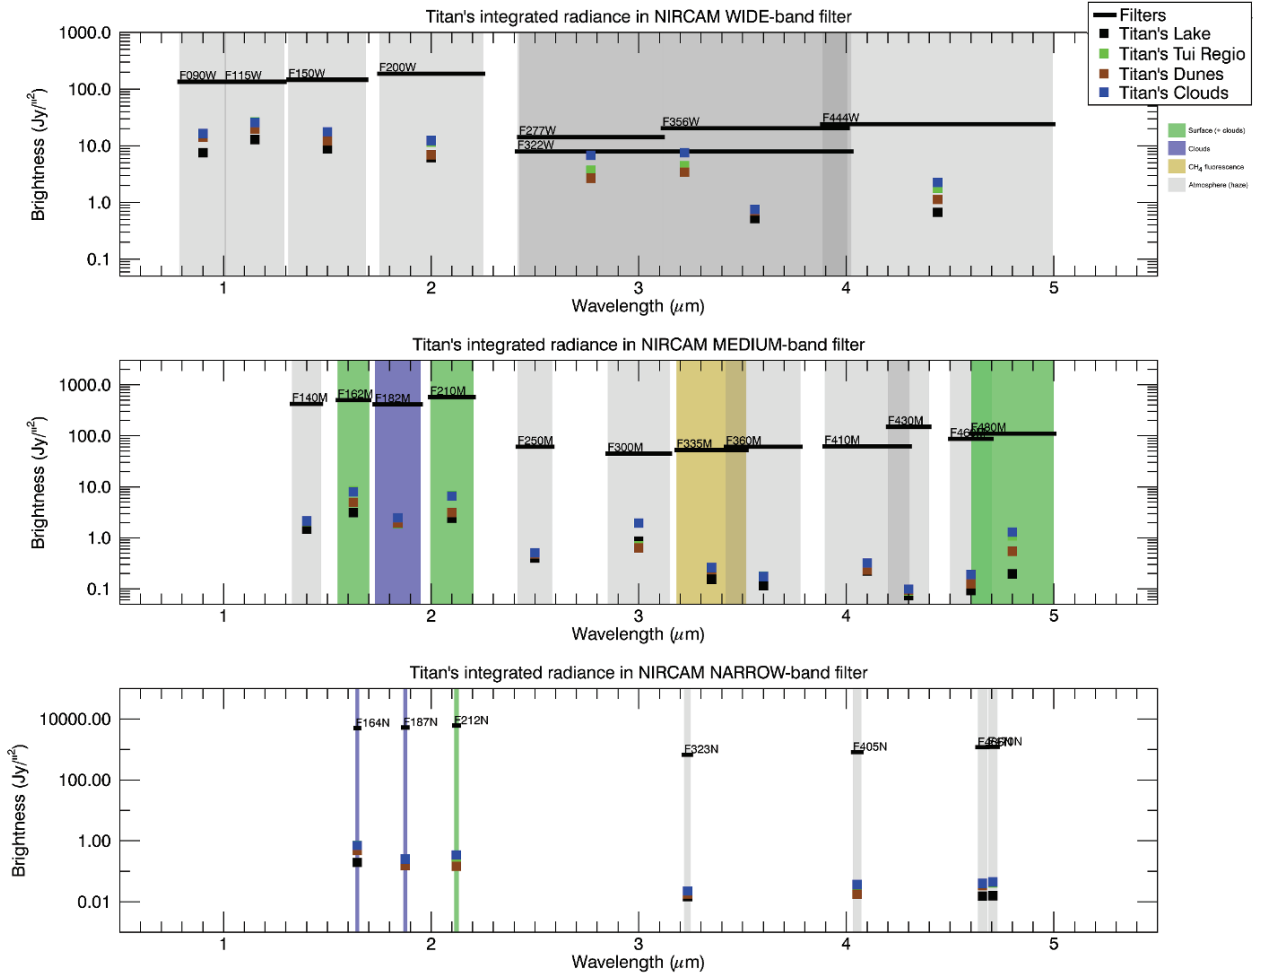 Titan's integrated radiance in NIRCAM WIDE-band filter
Filters
Titan's Lake
Titan's Tui Regio
Titan's Dunes
Titan's Clouds
Surface (+ clouds)
Clouds
CH4 fluorescence
Atmosphere (haze)
Brightness (Jy/"²)
1000.0
100.0
10.0
1.0
0.1
F090W F115W F150W F200W
F277W F356W F444W
F322W
1 2 3 4 5
Wavelength (μm)
Titan's integrated radiance in NIRCAM MEDIUM-band filter
Brightness (Jy/"²)
1000.0
100.0
10.0
1.0
0.1
F140M F162M F182M F210M
F250M F300M F335M F360M F410M F430M F460M F480M
1 2 3 4 5
Wavelength (μm)
Titan's integrated radiance in NIRCAM NARROW-band filter
Brightness (Jy/"²)
10000.00
100.00
1.00
0.01
F164N F187N F212N
F323N F405N
1 2 3 4 5
Wavelength (μm)